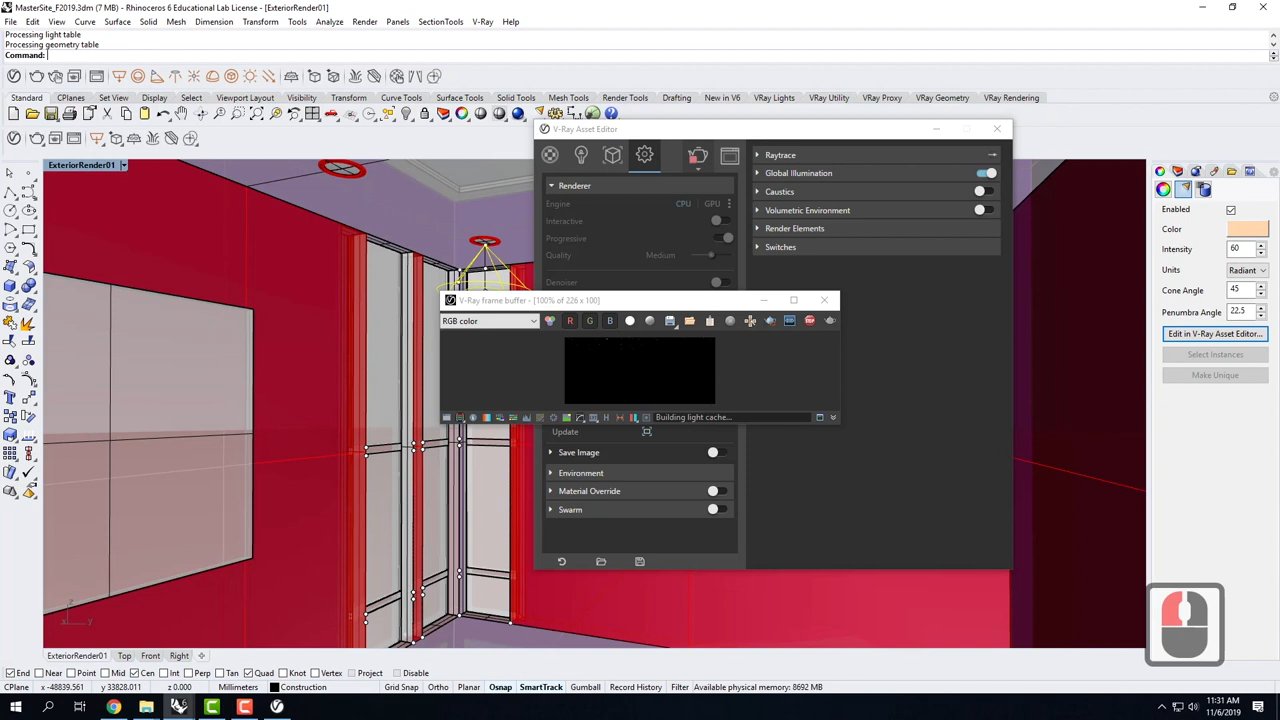 MasterSite_F2019.3dm (7 MB) - Rhinoceros 6 Educational Lab License - [ExteriorRender01]
File Edit View Curve Surface Solid Mesh Dimension Transform Tools Analyze Render Panels SectionTools V-Ray Help
Processing light table
Processing geometry table
Command:
Standard CPlanes Set View Display Select Viewport Layout Visibility Transform Curve Tools Surface Tools Solid Tools Mesh Tools Render Tools Drafting New in V6 VRay Lights VRay Utility VRay Proxy VRay Geometry VRay Rendering
V-Ray Asset Editor
ExteriorRender01
Renderer
Engine CPU GPU
Interactive
Progressive
Quality Medium
Denoiser
Raytrace
Global Illumination
Caustics
Volumetric Environment
Render Elements
Switches
V-Ray frame buffer - [100% of 226 x 100]
RGB color R G B
STOP
H Building light cache...
Update
Save Image
Environment
Material Override
Swarm
Enabled
Color
Intensity 60
Units Radiant
Cone Angle 45
Penumbra Angle 22.5
Edit in V-Ray Asset Editor...
Select Instances
Make Unique
z
x y
ExteriorRender01 Top Front Right
End Near Point Mid Cen Int Perp Tan Quad Knot Vertex Project Disable
CPlane x -48839.561 y 33828.011 z 0.000 Millimeters Construction Grid Snap Ortho Planar Osnap SmartTrack Gumball Record History Filter Available physical memory: 8692 MB
11:31 AM
11/6/2019